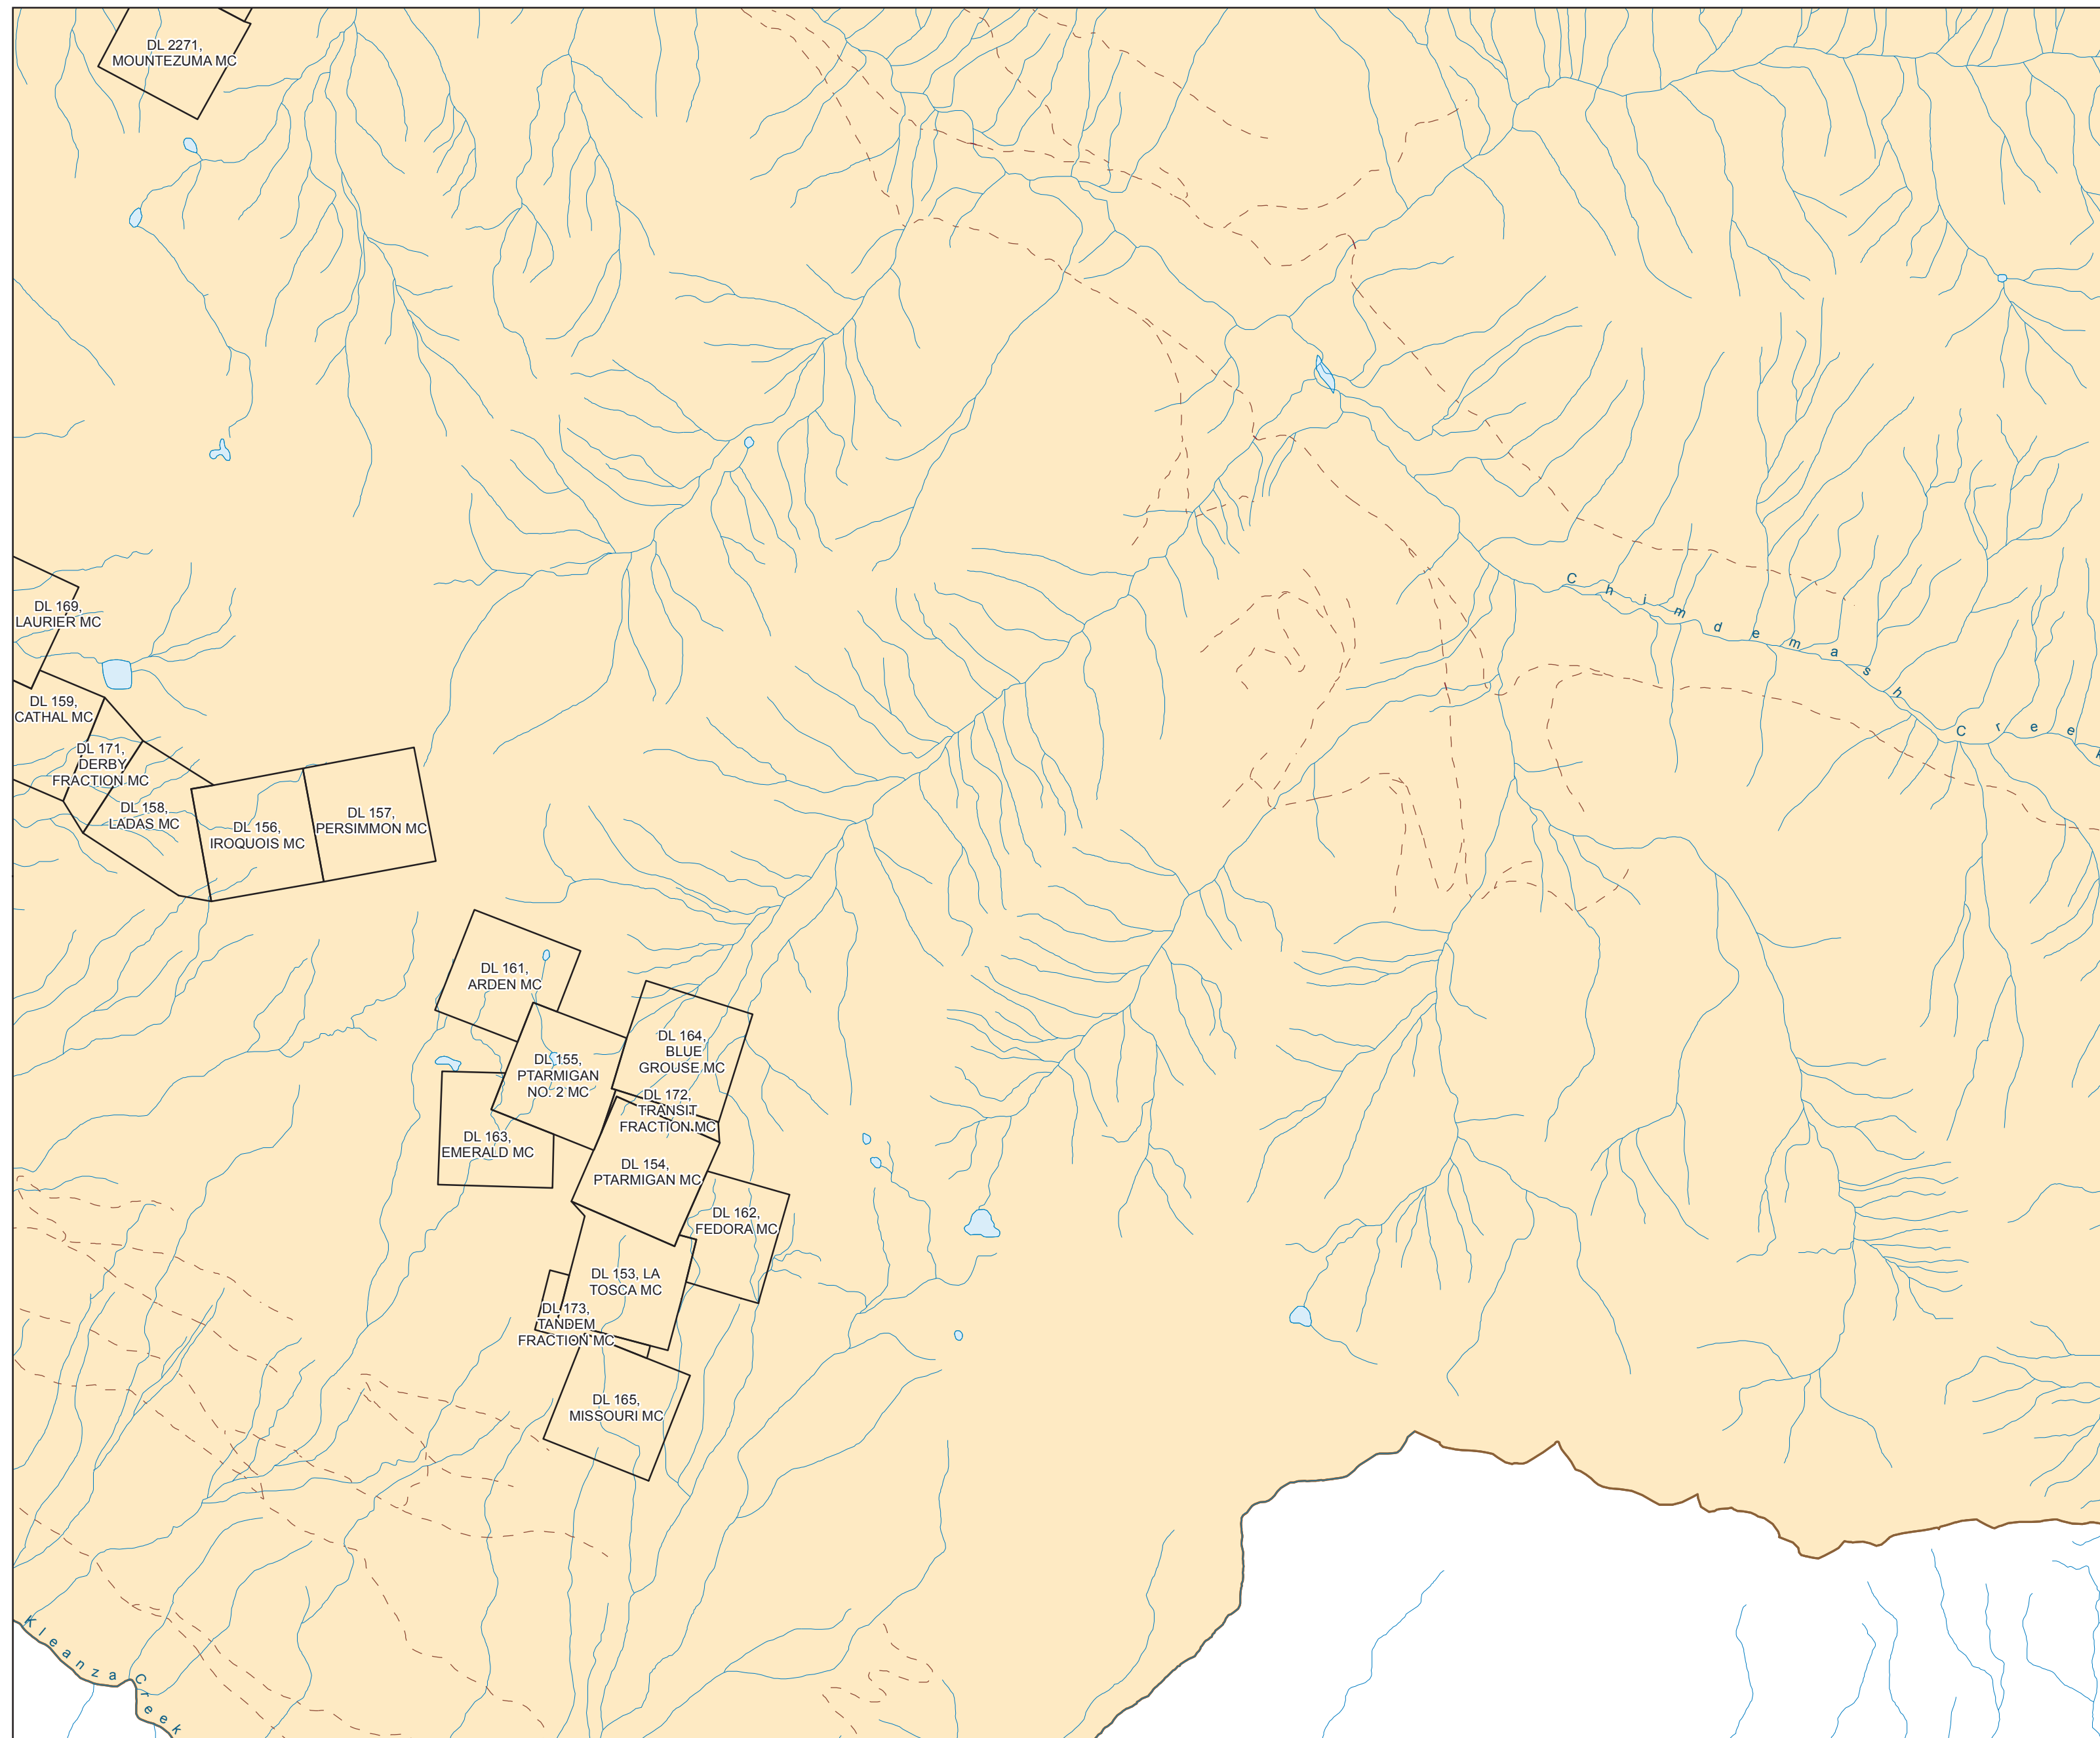 DL 2271,
MOUNTEZUMA MC
Chimdemash Creek
DL 169,
LAURIER MC
DL 159,
CATHAL MC
DL 171,
DERBY
FRACTION MC
DL 158,
LADAS MC
DL 156,
IROQUOIS MC
DL 157,
PERSIMMON MC
DL 161,
ARDEN MC
DL 164,
BLUE
GROUSE MC
DL 155,
PTARMIGAN
NO. 2 MC
DL 172,
TRANSIT
FRACTION MC
DL 163,
EMERALD MC
DL 154,
PTARMIGAN MC
DL 162,
FEDORA MC
DL 153, LA
TOSCA MC
DL 173,
TANDEM
FRACTION MC
DL 165,
MISSOURI MC
Kleanza Creek